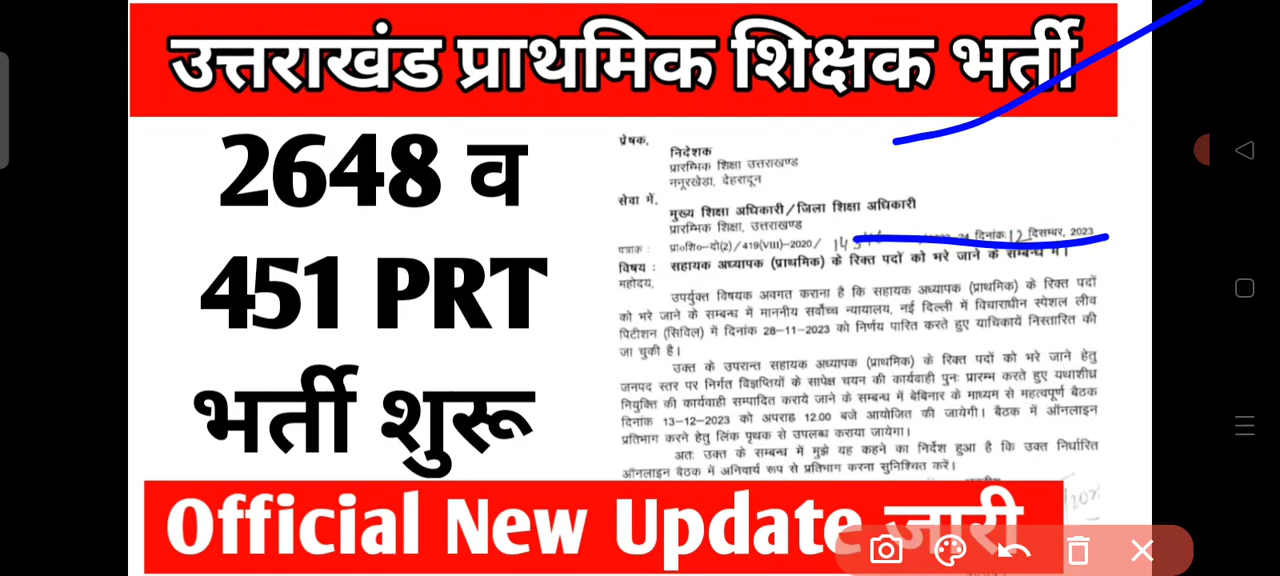 उत्तराखंड प्राथमिक शिक्षक भर्ती
2648 व
451 PRT
भर्ती शुरू
प्रेषक,
निदेशक
प्रारम्भिक शिक्षा उत्तराखण्ड
ननूरखेड़ा, देहरादून
सेवा में,
मुख्य शिक्षा अधिकारी/जिला शिक्षा अधिकारी
प्रारम्भिक शिक्षा, उत्तराखण्ड
पत्रांक : प्रा०शि०-दो(2)/419(VIII)-2020/ दिनांक: 12 दिसम्बर, 2023
विषय : सहायक अध्यापक (प्राथमिक) के रिक्त पदों को भरे जाने के सम्बन्ध में।
महोदय,
उपर्युक्त विषयक अवगत कराना है कि सहायक अध्यापक (प्राथमिक) के रिक्त पदों
को भरे जाने के सम्बन्ध में माननीय सर्वोच्च न्यायालय, नई दिल्ली में विचाराधीन स्पेशल लीव
पिटीशन (सिविल) में दिनांक 28-11-2023 को निर्णय पारित करते हुए याचिकायें निस्तारित की
जा चुकी है।
उक्त के उपरान्त सहायक अध्यापक (प्राथमिक) के रिक्त पदों को भरे जाने हेतु
जनपद स्तर पर निर्गत विज्ञप्तियों के सापेक्ष चयन की कार्यवाही पुनः प्रारम्भ करते हुए यथाशीघ्र
नियुक्ति की कार्यवाही सम्पादित कराये जाने के सम्बन्ध में बेबिनार के माध्यम से महत्वपूर्ण बैठक
दिनांक 13-12-2023 को अपराह्न 12.00 बजे आयोजित की जायेगी। बैठक में ऑनलाइन
प्रतिभाग करने हेतु लिंक पृथक से उपलब्ध कराया जायेगा।
अतः उक्त के सम्बन्ध में मुझे यह कहने का निर्देश हुआ है कि उक्त निर्धारित
ऑनलाइन बैठक में अनिवार्य रूप से प्रतिभाग करना सुनिश्चित करें।
Official New Update जारी